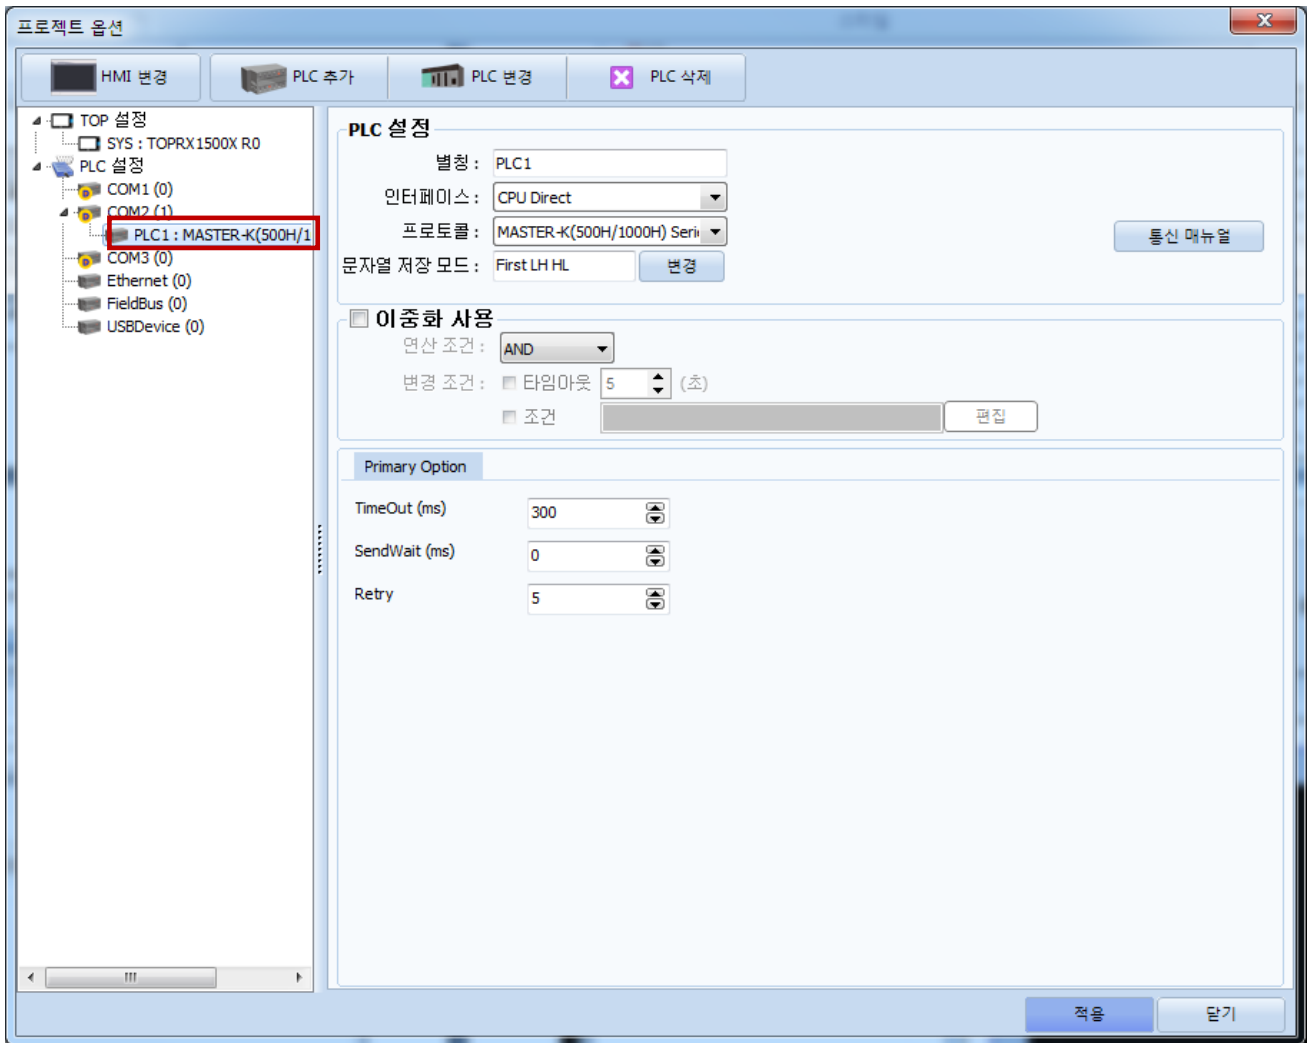 프로젝트 옵션
HMI 변경
PLC 추가
PLC 변경
PLC 삭제
TOP 설정
SYS : TOPRX1500X R0
PLC 설정
COM1 (0)
COM2 (1)
PLC1 : MASTER-K(500H/1
COM3 (0)
Ethernet (0)
FieldBus (0)
USBDevice (0)
PLC 설정
별칭 : PLC1
인터페이스 : CPU Direct
프로토콜 : MASTER-K(500H/1000H) Seri
통신 매뉴얼
문자열 저장 모드 : First LH HL 변경
이중화 사용
연산 조건 : AND
변경 조건 : 타임아웃 5 (초)
조건 편집
Primary Option
TimeOut (ms) 300
SendWait (ms) 0
Retry 5
적용 닫기